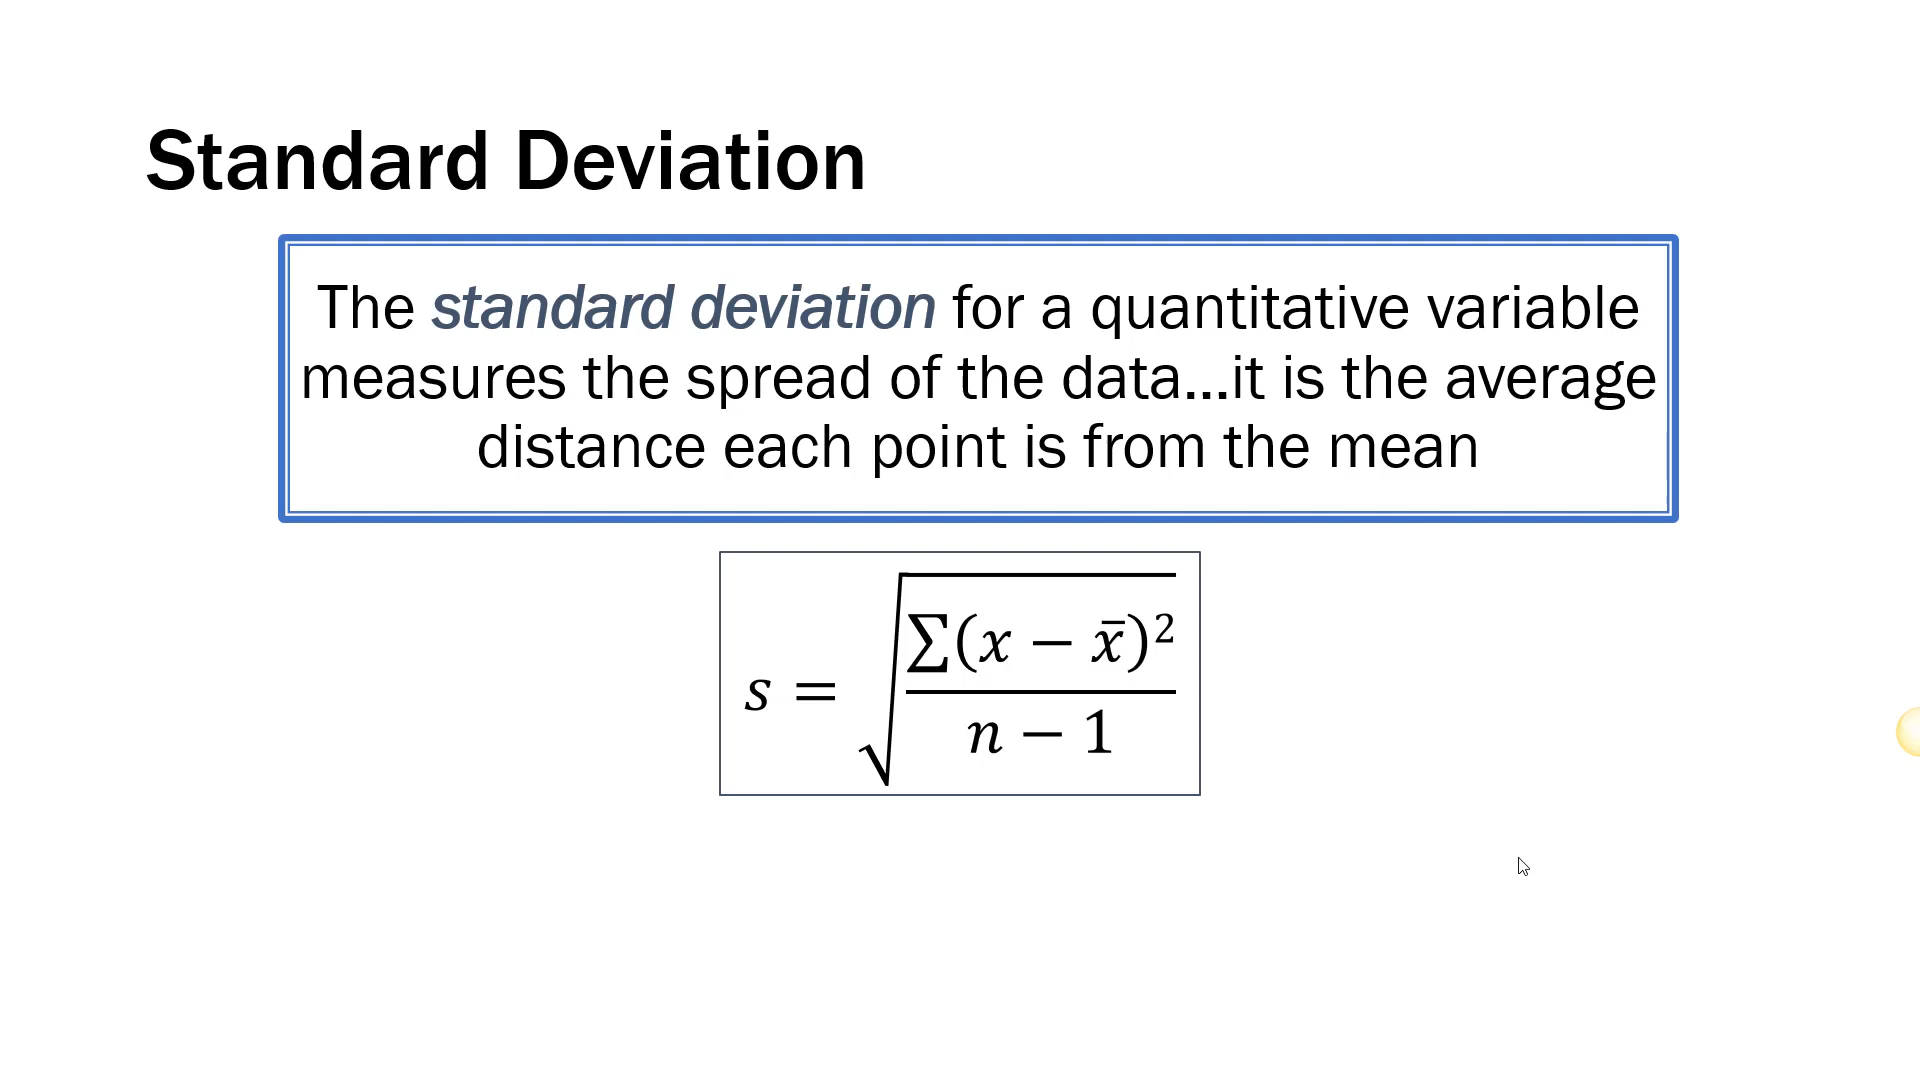 Standard Deviation
The standard deviation for a quantitative variable
measures the spread of the data...it is the average
distance each point is from the mean
s = √(∑(x − x̄)² / (n − 1))